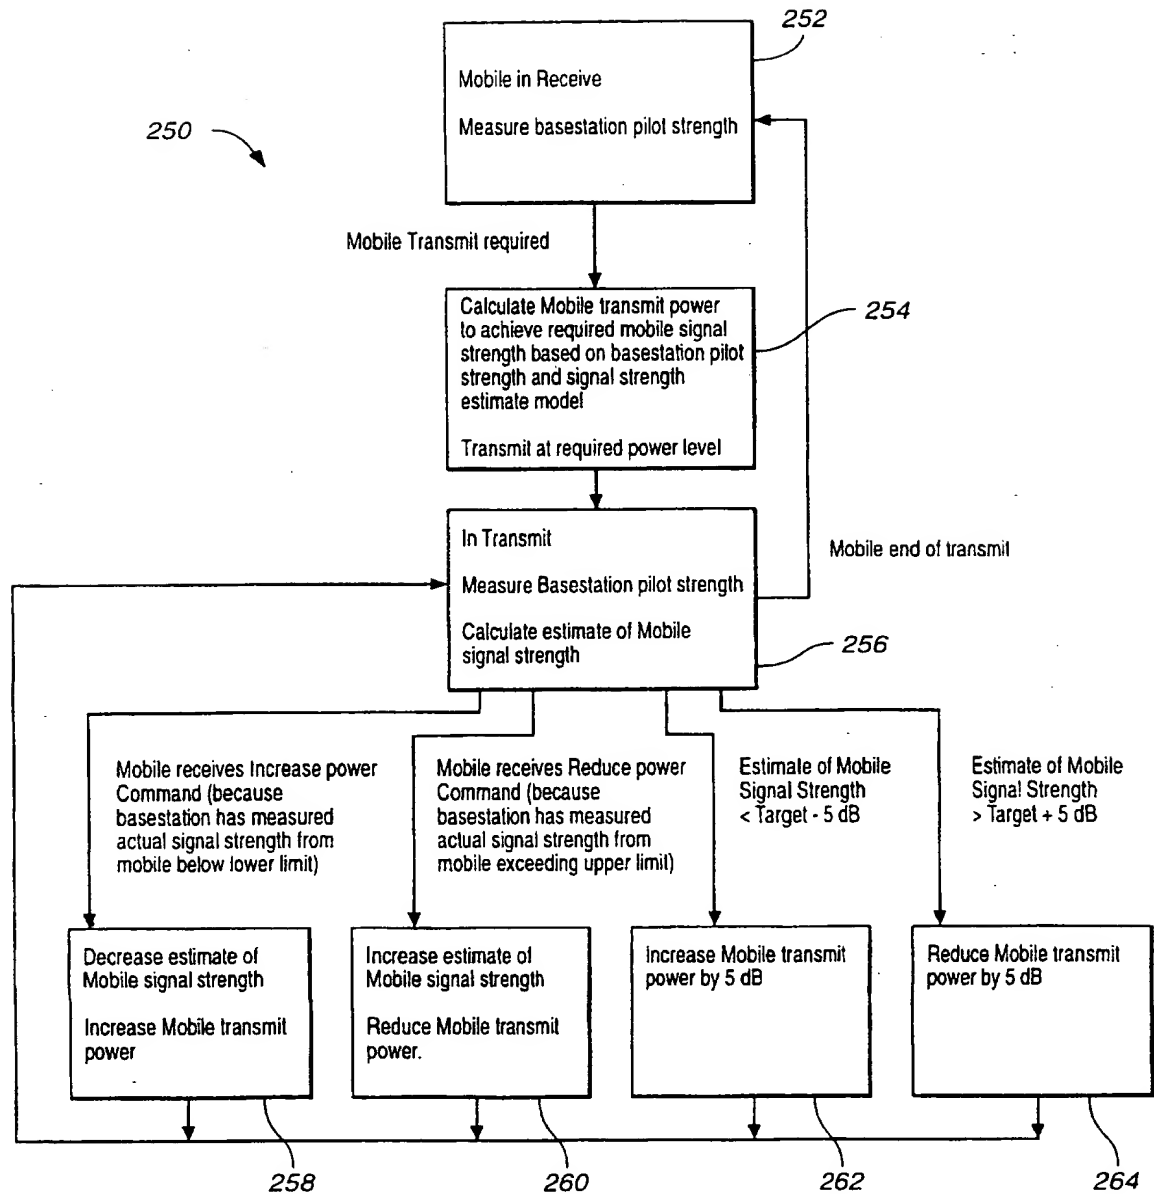 252
Mobile in Receive
Measure basestation pilot strength
250
Mobile Transmit required
Calculate Mobile transmit power
to achieve required mobile signal
strength based on basestation pilot
strength and signal strength
estimate model
Transmit at required power level
254
In Transmit
Measure Basestation pilot strength
Calculate estimate of Mobile
signal strength
Mobile end of transmit
256
Mobile receives Increase power
Command (because
basestation has measured
actual signal strength from
mobile below lower limit)
Mobile receives Reduce power
Command (because
basestation has measured
actual signal strength from
mobile exceeding upper limit)
Estimate of Mobile
Signal Strength
< Target - 5 dB
Estimate of Mobile
Signal Strength
> Target + 5 dB
Decrease estimate of
Mobile signal strength
Increase Mobile transmit
power
Increase estimate of
Mobile signal strength
Reduce Mobile transmit
power.
Increase Mobile transmit
power by 5 dB
Reduce Mobile transmit
power by 5 dB
258
260
262
264